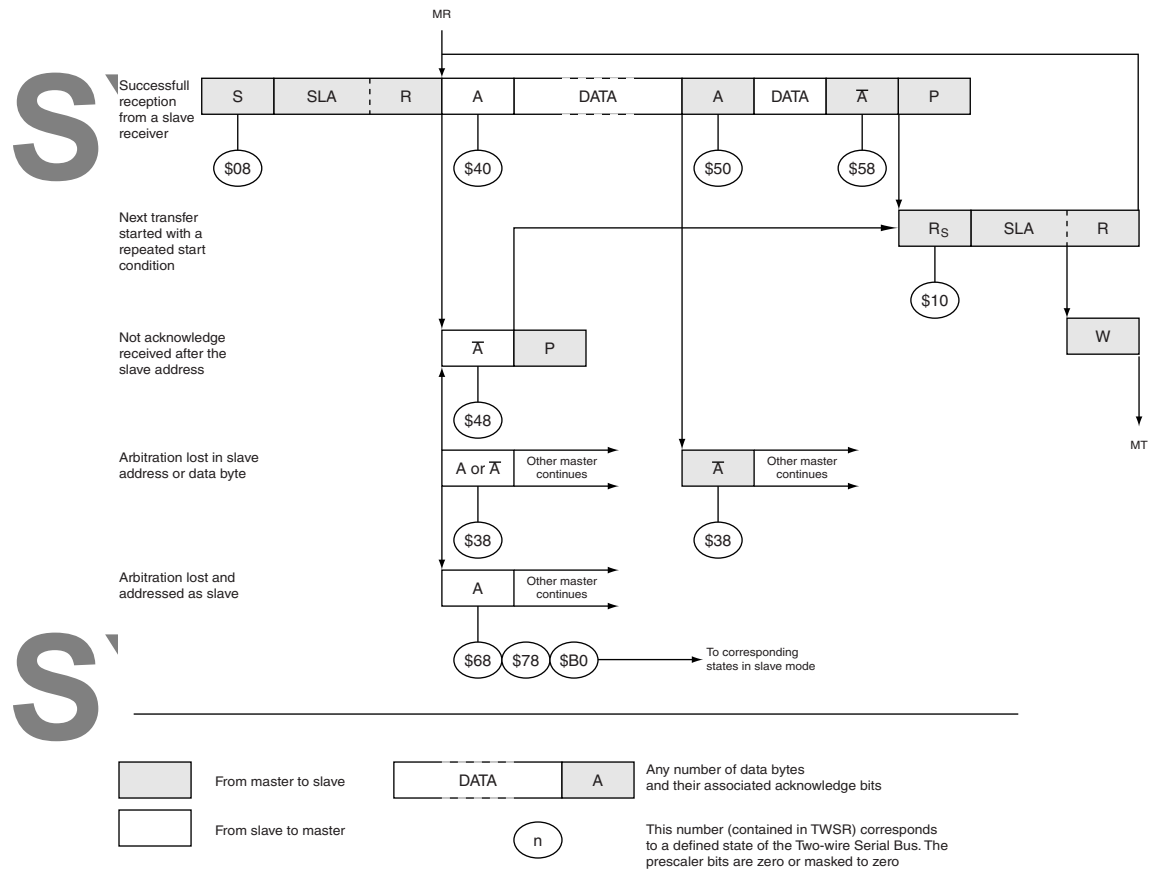 MR
Successfull
reception
from a slave
receiver
S SLA R A DATA A DATA A̅ P
$08 $40 $50 $58
Next transfer
started with a
repeated start
condition
RS SLA R
$10
Not acknowledge
received after the
slave address
A̅ P
W
$48
MT
Arbitration lost in slave
address or data byte
A or A̅
Other master
continues
A̅
Other master
continues
$38 $38
Arbitration lost and
addressed as slave
A
Other master
continues
$68 $78 $B0
To corresponding
states in slave mode
S
S
From master to slave
DATA A
Any number of data bytes
and their associated acknowledge bits
From slave to master
n
This number (contained in TWSR) corresponds
to a defined state of the Two-wire Serial Bus. The
prescaler bits are zero or masked to zero